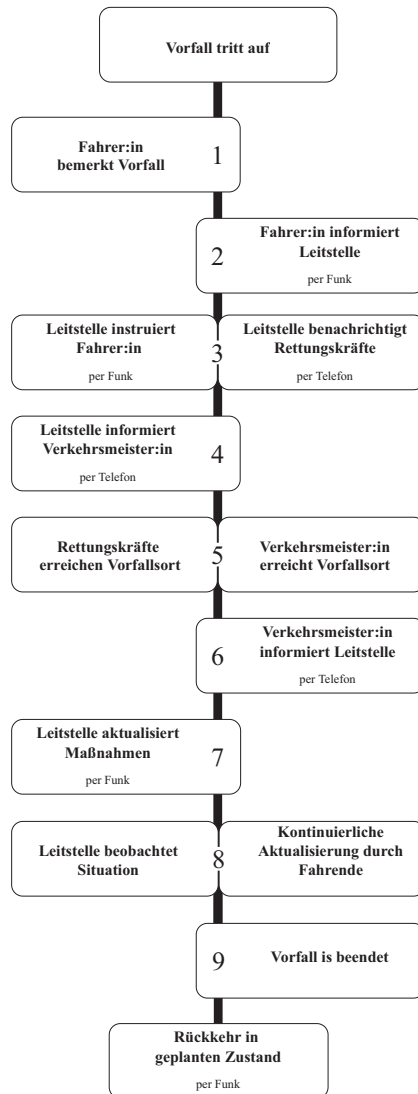 Vorfall tritt auf
Fahrer:in
bemerkt Vorfall
1
2
Fahrer:in informiert
Leitstelle
per Funk
Leitstelle instruiert
Fahrer:in
per Funk
3
Leitstelle benachrichtigt
Rettungskräfte
per Telefon
Leitstelle informiert
Verkehrsmeister:in
per Telefon
4
Rettungskräfte
erreichen Vorfallsort
5
Verkehrsmeister:in
erreicht Vorfallsort
6
Verkehrsmeister:in
informiert Leitstelle
per Telefon
Leitstelle aktualisiert
Maßnahmen
per Funk
7
Leitstelle beobachtet
Situation
8
Kontinuierliche
Aktualisierung durch
Fahrende
9
Vorfall is beendet
Rückkehr in
geplanten Zustand
per Funk